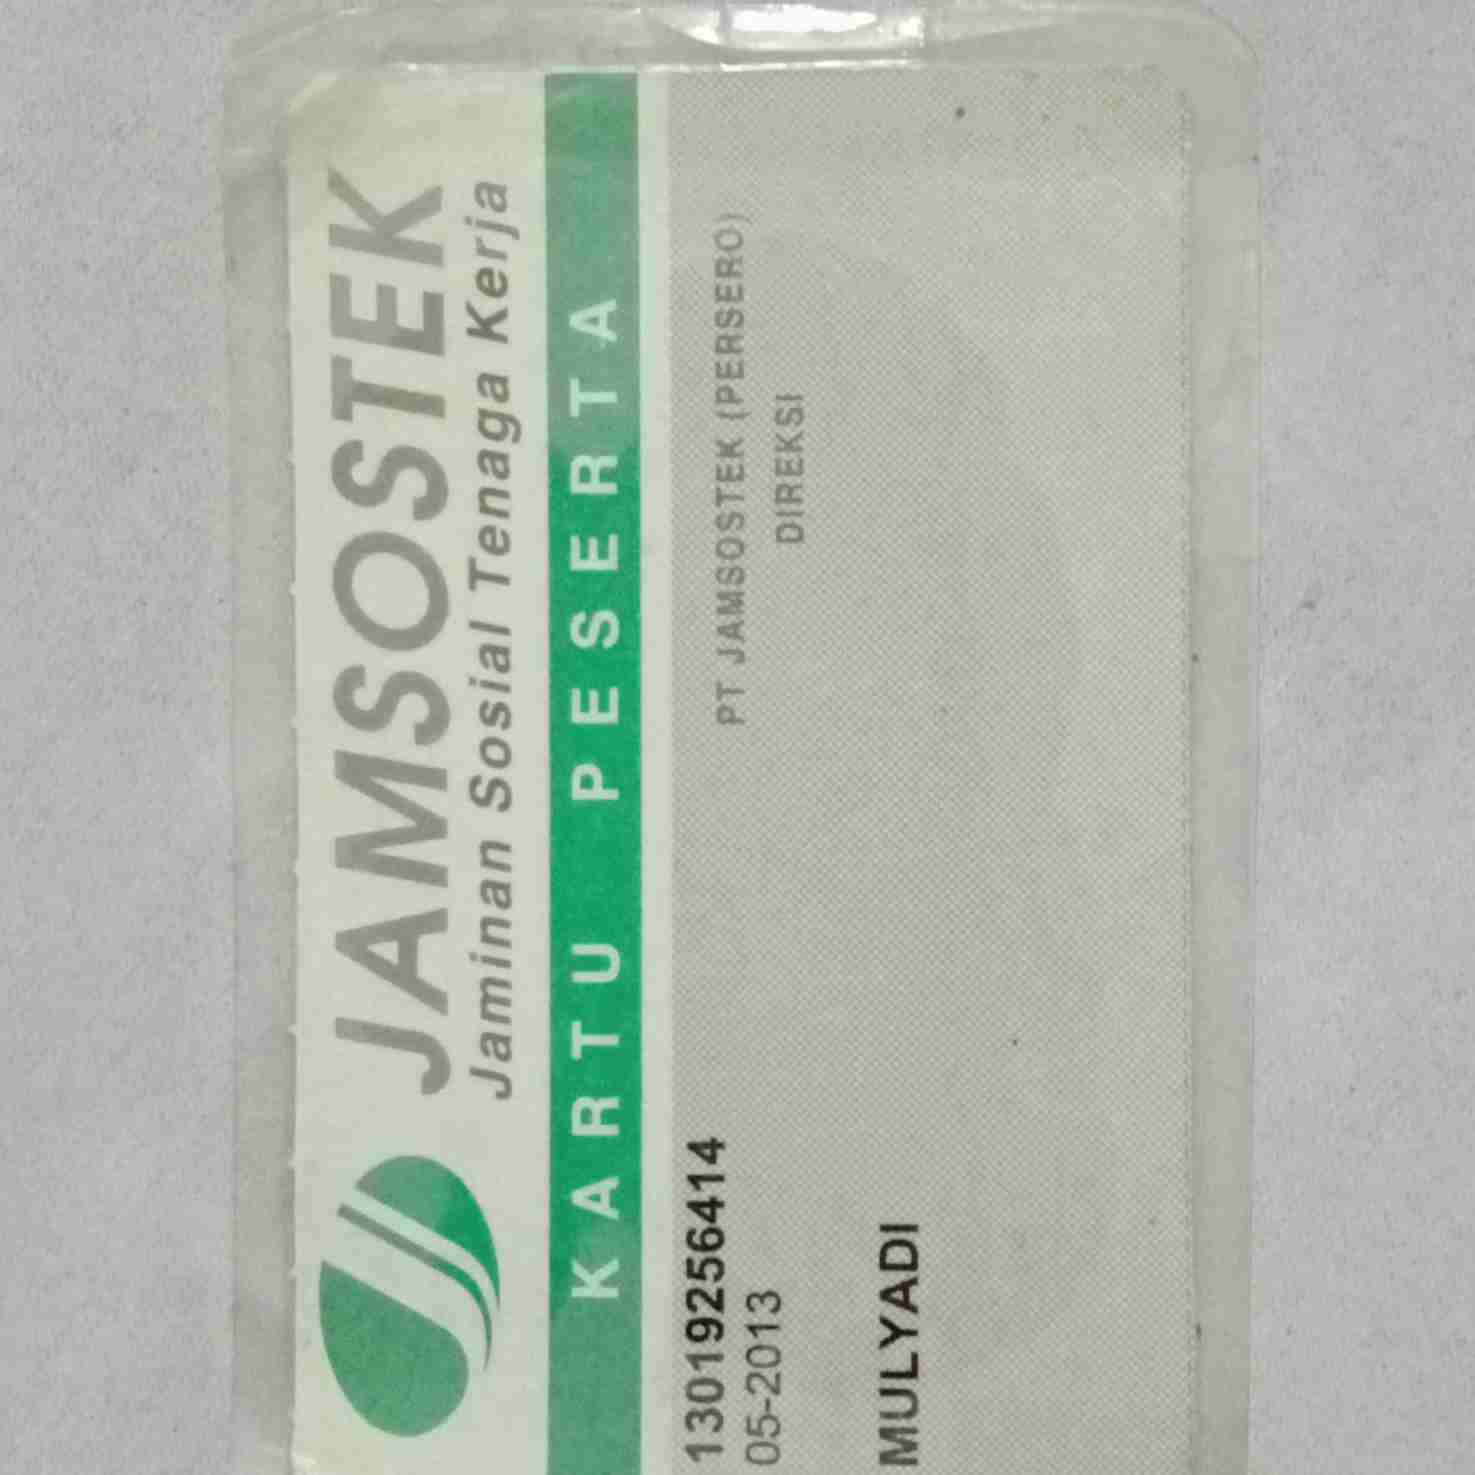 JAMSOSTEK
Jaminan Sosial Tenaga Kerja
KARTU PESERTA
13019256414
05-2013
PT JAMSOSTEK (PERSERO)
DIREKSI
MULYADI